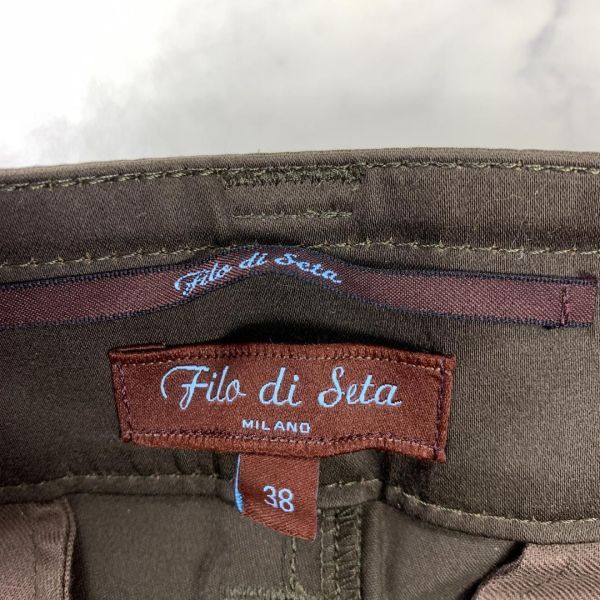 Filo di Seta
Filo di Seta
MILANO
38